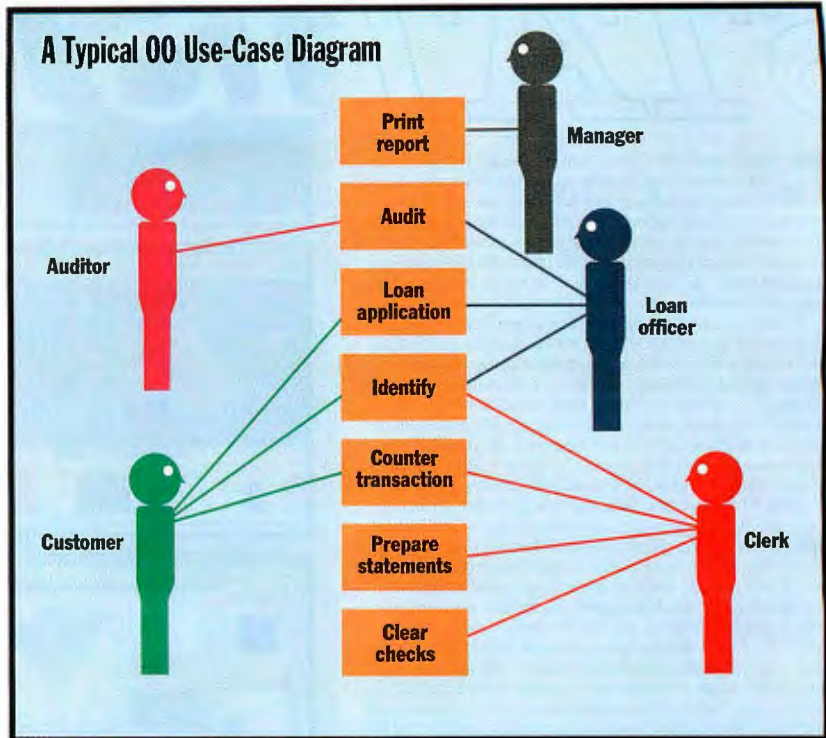 A Typical OO Use-Case Diagram
Print
report
Manager
Audit
Auditor
Loan
application
Loan
officer
Identify
Counter
transaction
Customer
Clerk
Prepare
statements
Clear
checks